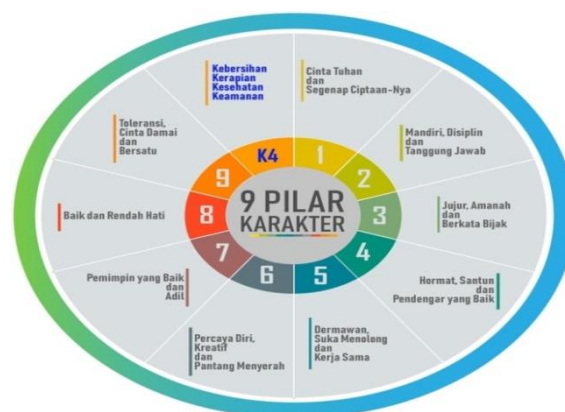 9 PILAR
KARAKTER
1
Cinta Tuhan
dan
Segenap Ciptaan-Nya
2
Mandiri, Disiplin
dan
Tanggung Jawab
3
Jujur, Amanah
dan
Berkata Bijak
4
Hormat, Santun
dan
Pendengar yang Baik
5
Dermawan,
Suka Menolong
dan
Kerja Sama
6
Percaya Diri,
Kreatif
dan
Pantang Menyerah
7
Pemimpin yang Baik
dan
Adil
8
Baik dan Rendah Hati
9
Toleransi,
Cinta Damai
dan
Bersatu
K4
Kebersihan
Kerapian
Kesehatan
Keamanan